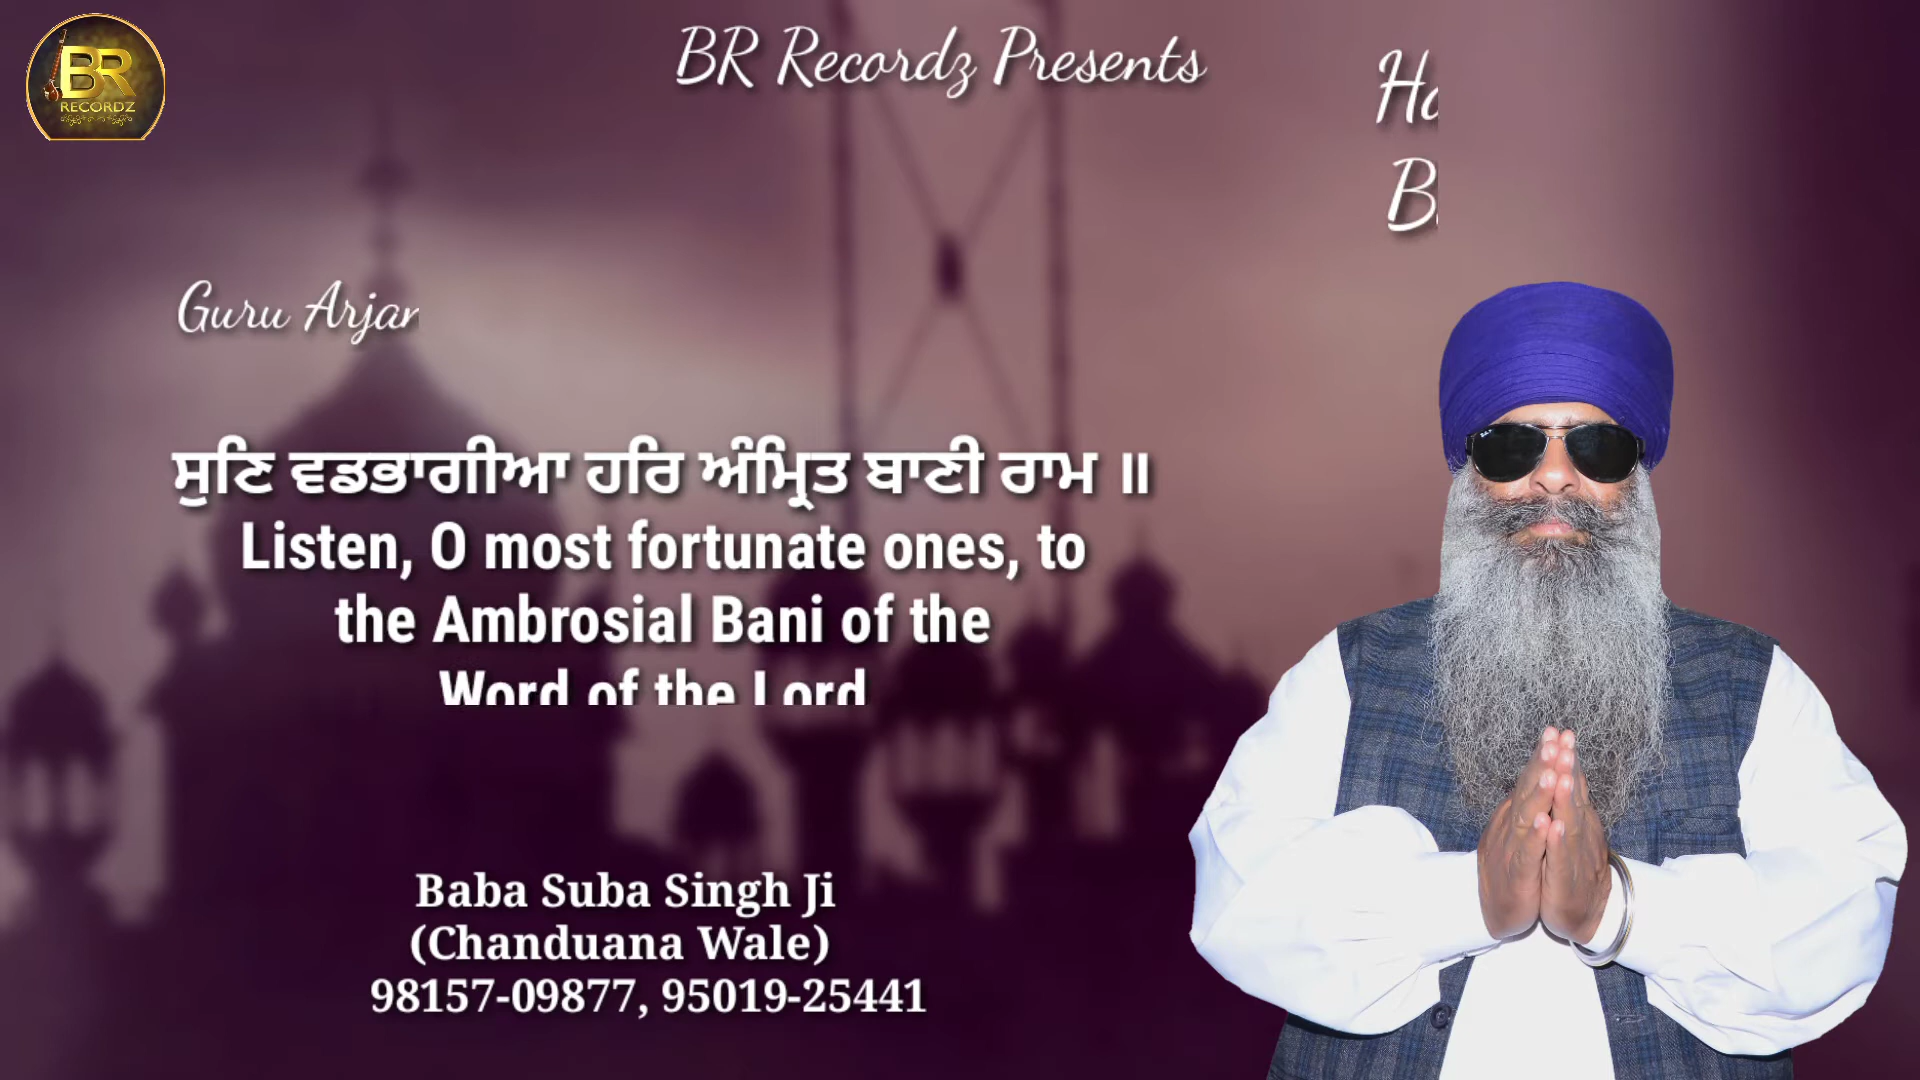 BR
RECORDZ
BR Recordz Presents
Guru
ਸੁਣਿ ਵਡਭਾਗੀਆ ਹਰਿ ਅੰਮ੍ਰਿਤ ਬਾਣੀ ਰਾਮ ॥
Listen, O most fortunate ones, to
the Ambrosial Bani of the
Word of the Lord
Baba Suba Singh Ji
(Chanduana Wale)
98157-09877, 95019-25441